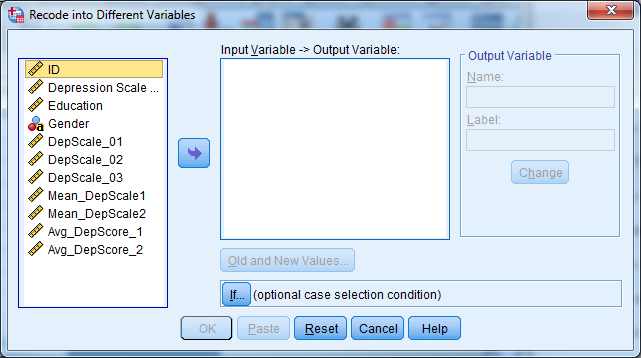 Recode into Different Variables
ID
Depression Scale ...
Education
Gender
DepScale_01
DepScale_02
DepScale_03
Mean_DepScale1
Mean_DepScale2
Avg_DepScore_1
Avg_DepScore_2
Input Variable -> Output Variable:
Output Variable
Name:
Label:
Change
Old and New Values...
If... (optional case selection condition)
OK Paste Reset Cancel Help